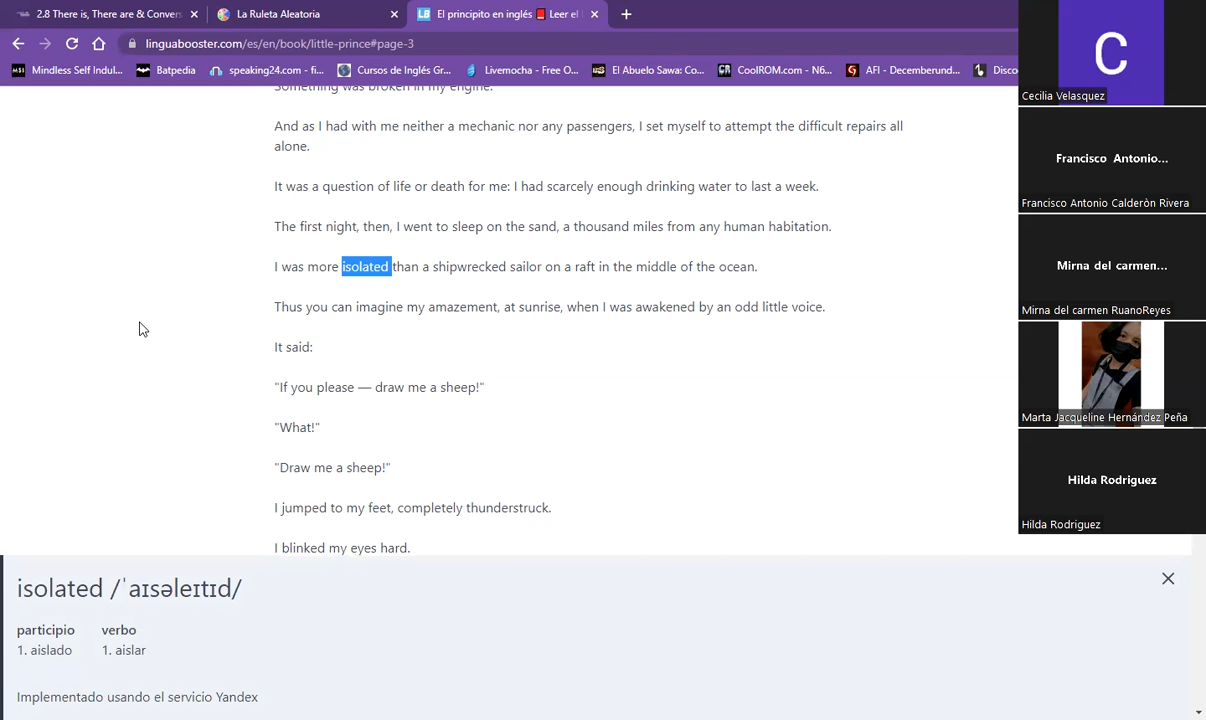 2.8 There is, There are & Conver
La Ruleta Aleatoria
LB El principito en inglés Leer el
linguabooster.com/es/en/book/little-prince#page-3
Mindless Self Indul... Batpedia speaking24.com - fi... Cursos de Inglés Gr... Livemocha - Free O... El Abuelo Sawa: Co... CoolROM.com - N6... AFI - Decemberund... Disco
Something was broken in my engine.
And as I had with me neither a mechanic nor any passengers, I set myself to attempt the difficult repairs all
alone.
It was a question of life or death for me: I had scarcely enough drinking water to last a week.
The first night, then, I went to sleep on the sand, a thousand miles from any human habitation.
I was more isolated than a shipwrecked sailor on a raft in the middle of the ocean.
Thus you can imagine my amazement, at sunrise, when I was awakened by an odd little voice.
It said:
"If you please — draw me a sheep!"
"What!"
"Draw me a sheep!"
I jumped to my feet, completely thunderstruck.
I blinked my eyes hard.
isolated /ˈaɪsəleɪtɪd/
participio verbo
1. aislado 1. aislar
Implementado usando el servicio Yandex
C
Cecilia Velasquez
Francisco Antonio...
Francisco Antonio Calderòn Rivera
Mirna del carmen...
Mirna del carmen RuanoReyes
Marta Jacqueline Hernández Peña
Hilda Rodriguez
Hilda Rodriguez